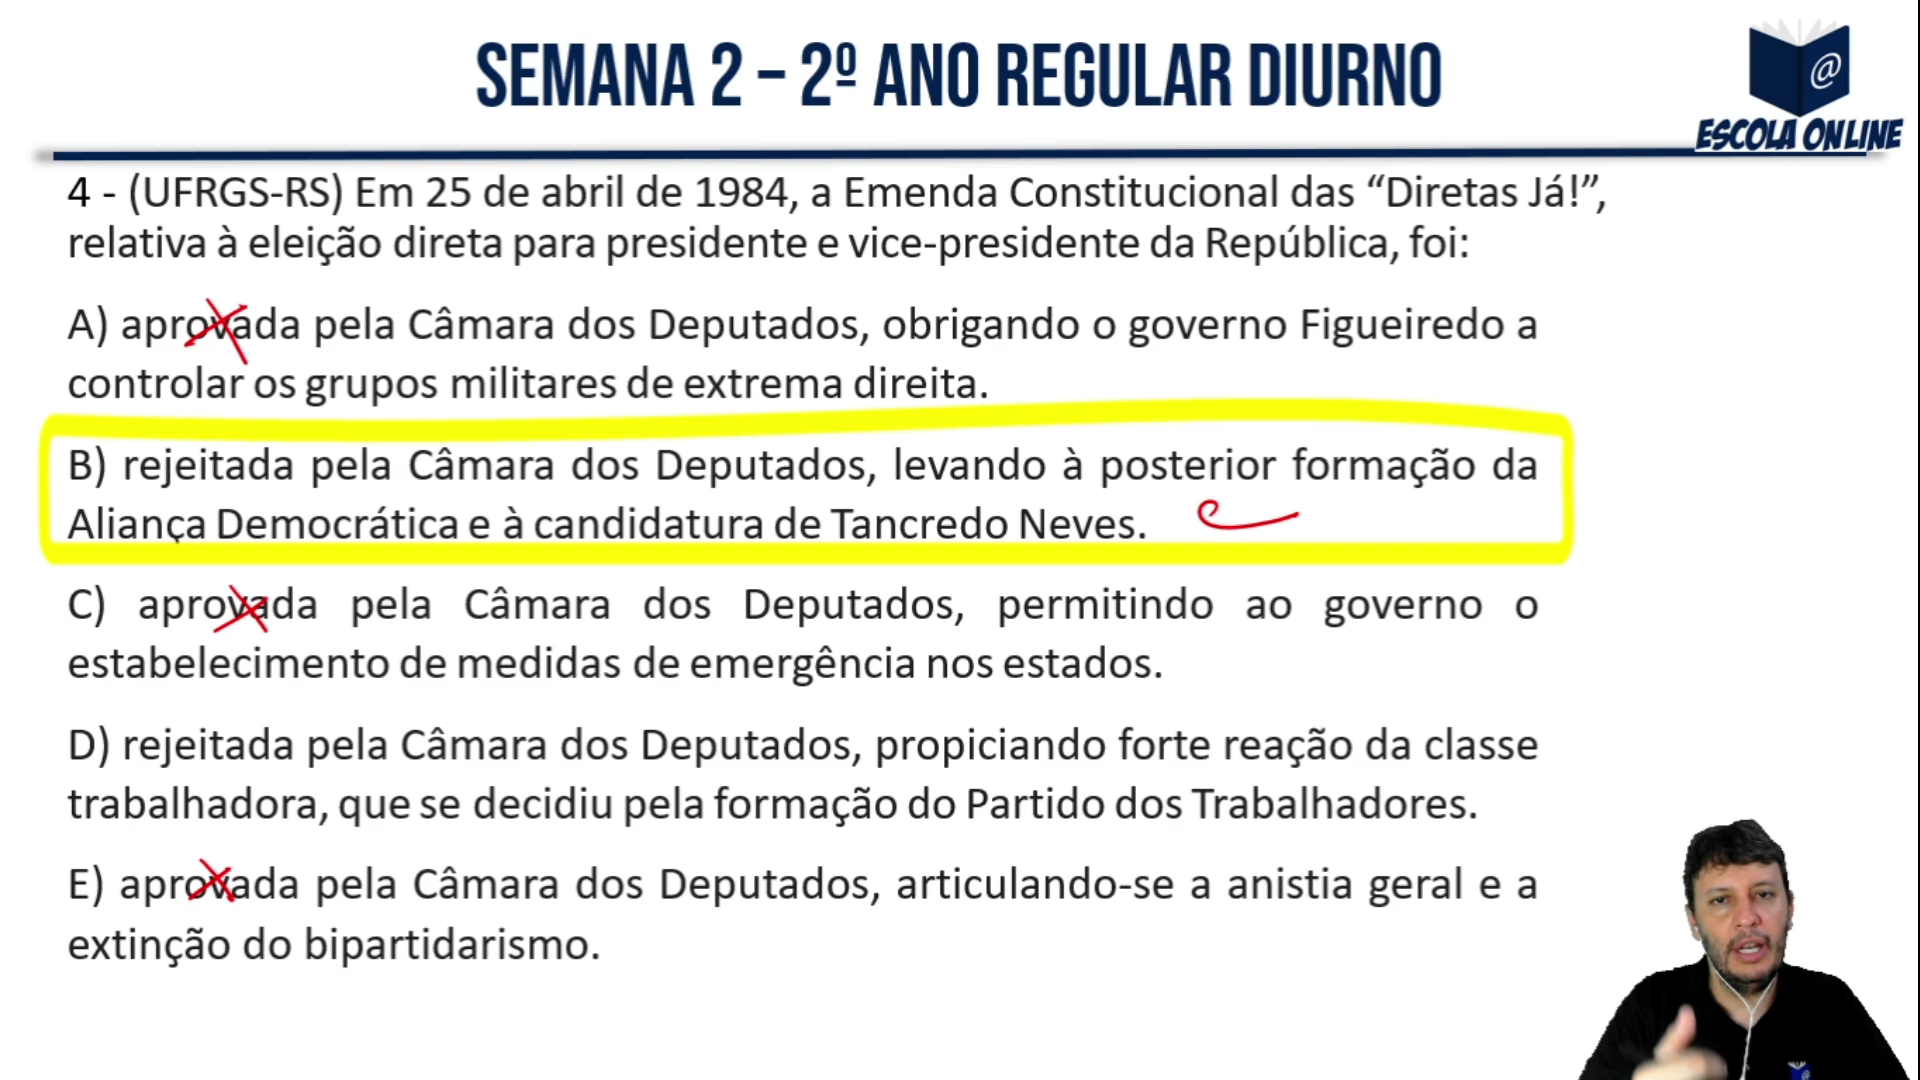 SEMANA 2 – 2º ANO REGULAR DIURNO
@
ESCOLA ONLINE
4 - (UFRGS-RS) Em 25 de abril de 1984, a Emenda Constitucional das “Diretas Já!”,
relativa à eleição direta para presidente e vice-presidente da República, foi:
A) aprovada pela Câmara dos Deputados, obrigando o governo Figueiredo a
controlar os grupos militares de extrema direita.
B) rejeitada pela Câmara dos Deputados, levando à posterior formação da
Aliança Democrática e à candidatura de Tancredo Neves.
C) aprovada pela Câmara dos Deputados, permitindo ao governo o
estabelecimento de medidas de emergência nos estados.
D) rejeitada pela Câmara dos Deputados, propiciando forte reação da classe
trabalhadora, que se decidiu pela formação do Partido dos Trabalhadores.
E) aprovada pela Câmara dos Deputados, articulando-se a anistia geral e a
extinção do bipartidarismo.